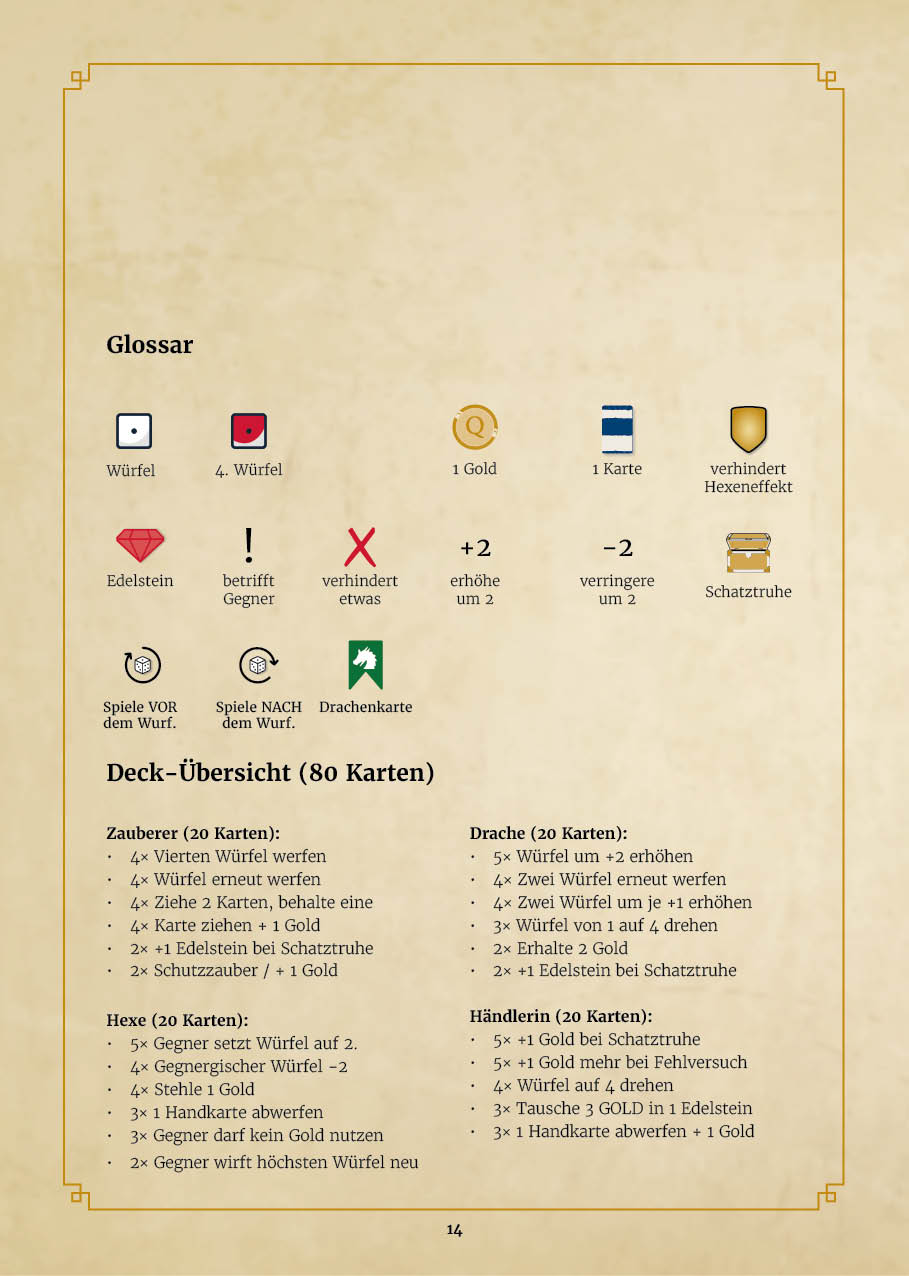 Glossar
Q
Würfel
4. Würfel
1 Gold
1 Karte
verhindert
Hexeneffekt
+2
-2
Edelstein
betrifft
Gegner
verhindert
etwas
erhöhe
um 2
verringere
um 2
Schatztruhe
Spiele VOR
dem Wurf.
Spiele NACH
dem Wurf.
Drachenkarte
Deck-Übersicht (80 Karten)
Zauberer (20 Karten):
• 4× Vierten Würfel werfen
• 4× Würfel erneut werfen
• 4× Ziehe 2 Karten, behalte eine
• 4× Karte ziehen + 1 Gold
• 2× +1 Edelstein bei Schatztruhe
• 2× Schutzzauber / + 1 Gold
Hexe (20 Karten):
• 5× Gegner setzt Würfel auf 2.
• 4× Gegnergischer Würfel -2
• 4× Stehle 1 Gold
• 3× 1 Handkarte abwerfen
• 3× Gegner darf kein Gold nutzen
• 2× Gegner wirft höchsten Würfel neu
Drache (20 Karten):
• 5× Würfel um +2 erhöhen
• 4× Zwei Würfel erneut werfen
• 4× Zwei Würfel um je +1 erhöhen
• 3× Würfel von 1 auf 4 drehen
• 2× Erhalte 2 Gold
• 2× +1 Edelstein bei Schatztruhe
Händlerin (20 Karten):
• 5× +1 Gold bei Schatztruhe
• 5× +1 Gold mehr bei Fehlversuch
• 4× Würfel auf 4 drehen
• 3× Tausche 3 GOLD in 1 Edelstein
• 3× 1 Handkarte abwerfen + 1 Gold
14